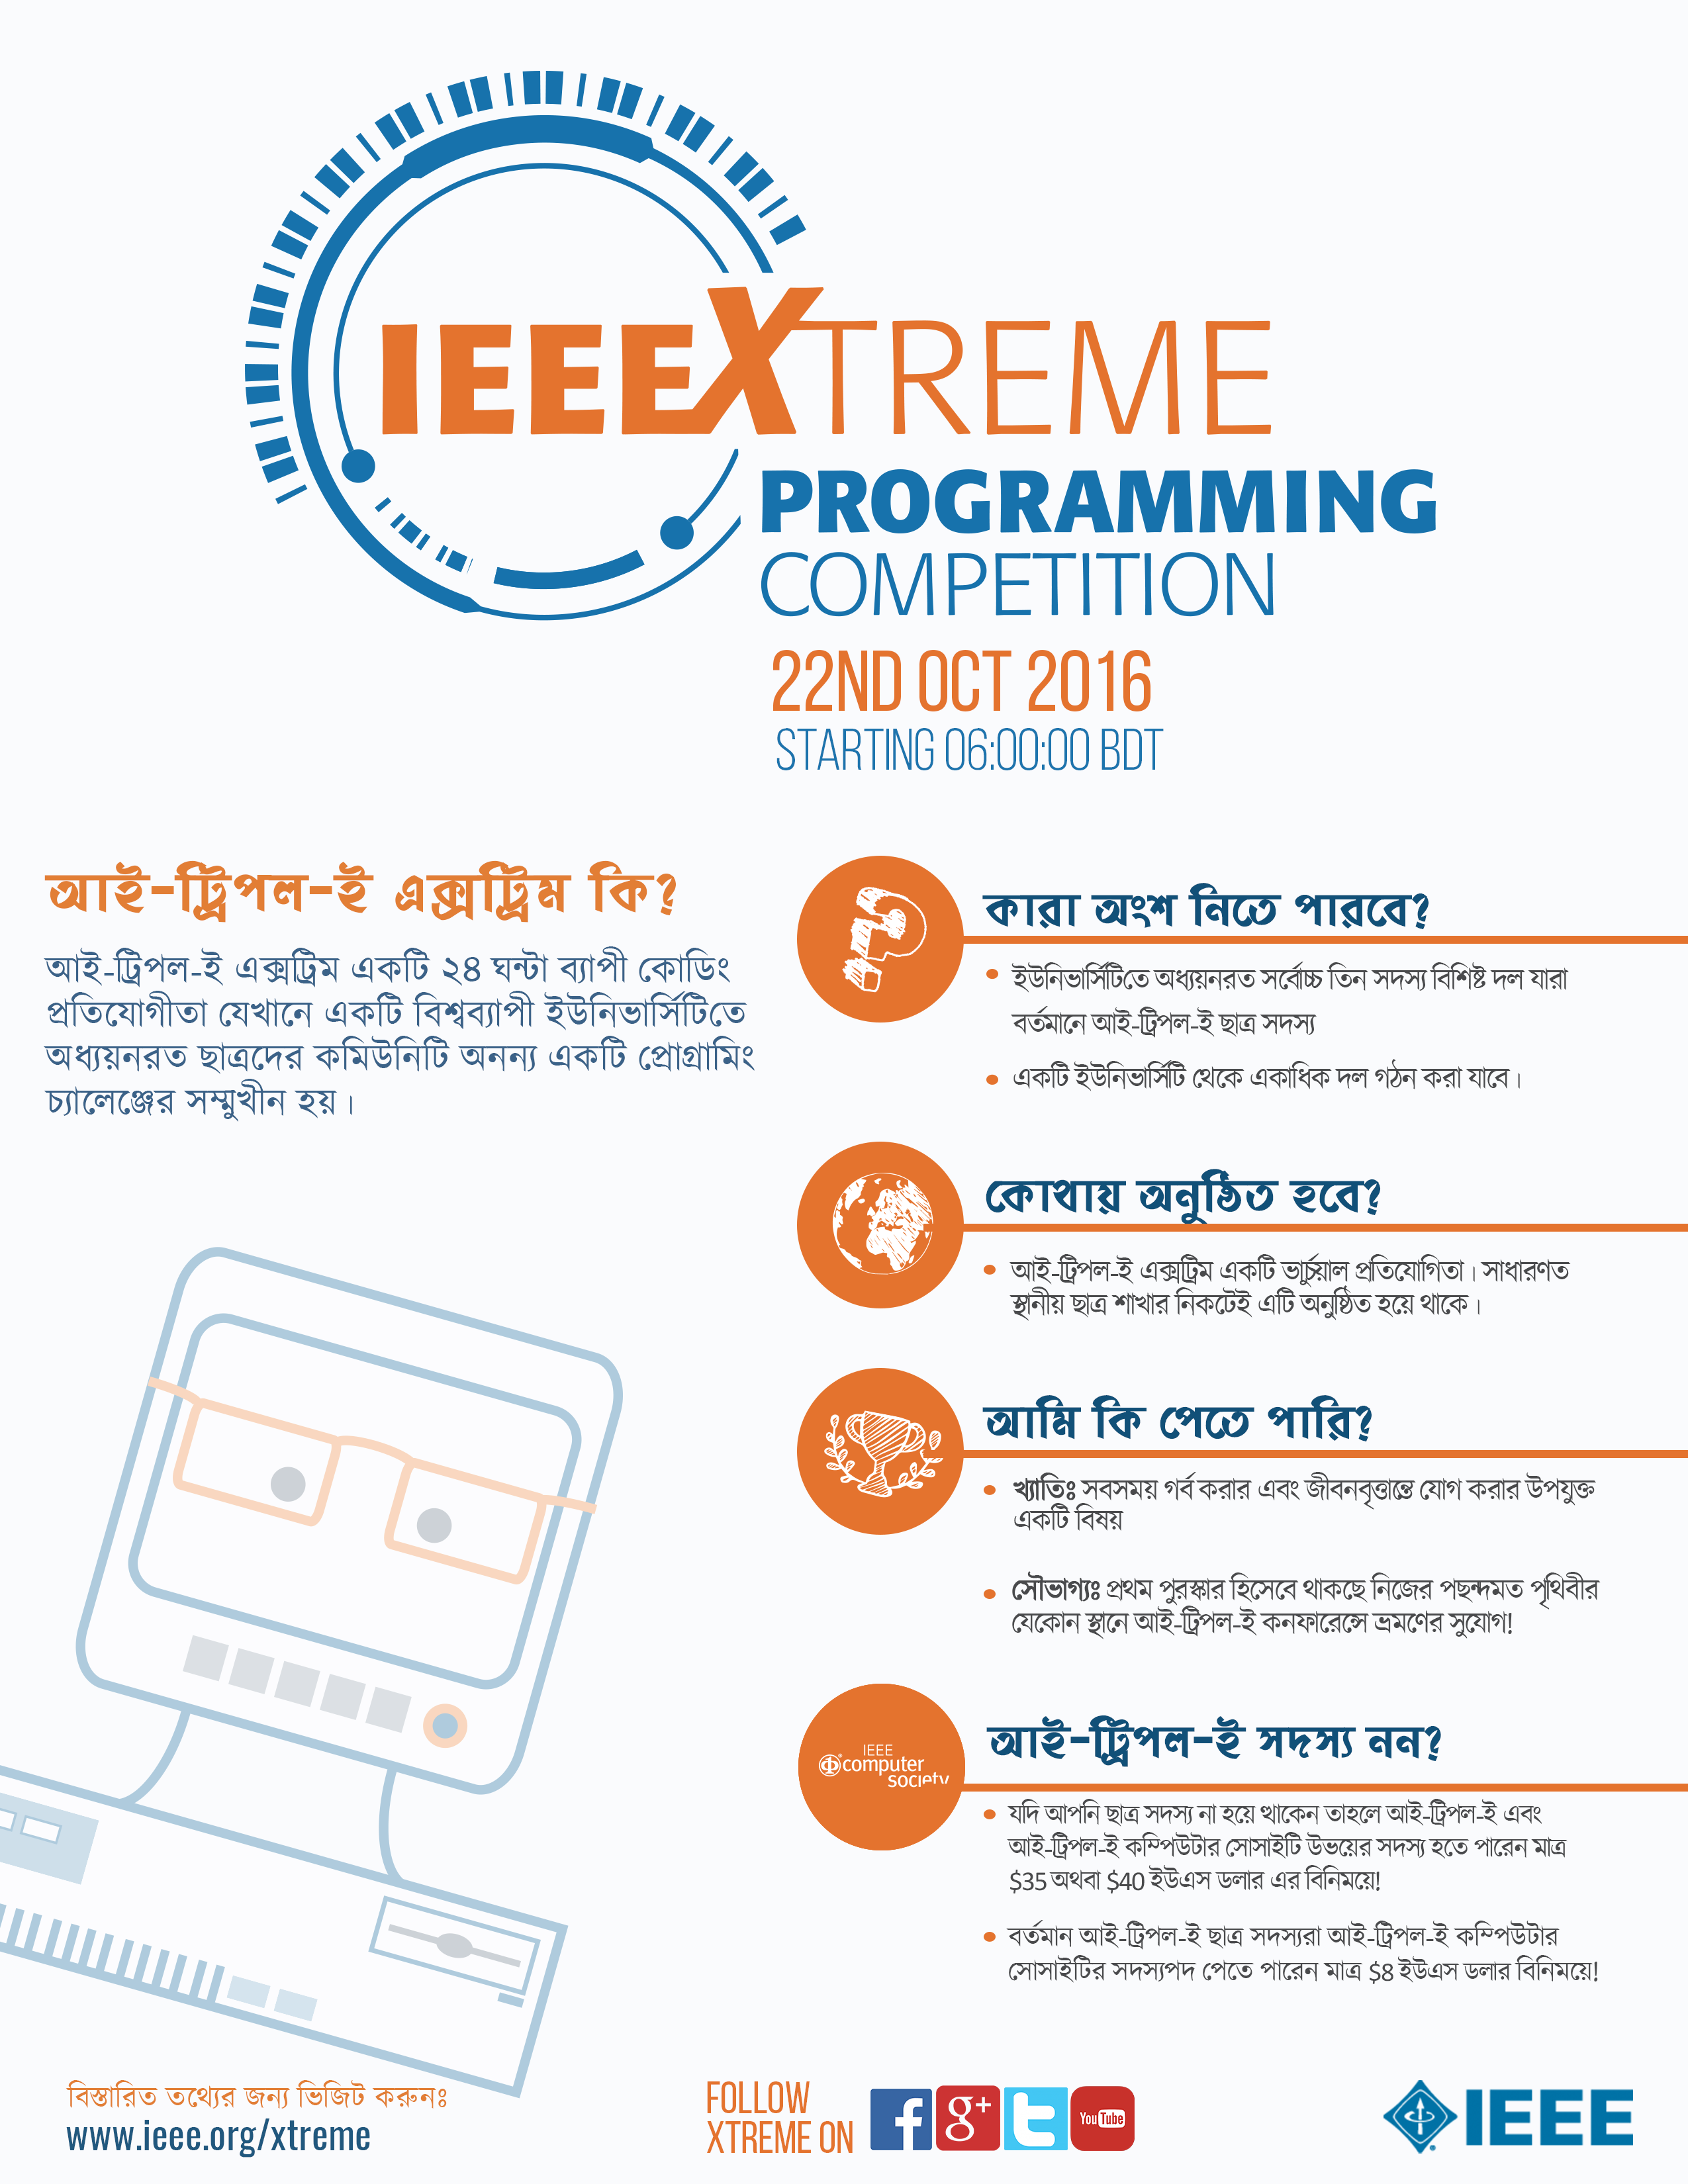 IEEEXTREME
PROGRAMMING
COMPETITION
22ND OCT 2016
STARTING 06:00:00 BDT
আই-ট্রিপল-ই এক্সট্রিম কি?
আই-ট্রিপল-ই এক্সট্রিম একটি ২৪ ঘন্টা ব্যাপী কোডিং
প্রতিযোগীতা যেখানে একটি বিশ্বব্যাপী ইউনিভার্সিটিতে
অধ্যয়নরত ছাত্রদের কমিউনিটি অনন্য একটি প্রোগ্রামিং
চ্যালেঞ্জের সম্মুখীন হয়।
কারা অংশ নিতে পারবে?
• ইউনিভার্সিটিতে অধ্যয়নরত সর্বোচ্চ তিন সদস্য বিশিষ্ট দল যারা
বর্তমানে আই-ট্রিপল-ই ছাত্র সদস্য
• একটি ইউনিভার্সিটি থেকে একাধিক দল গঠন করা যাবে।
কোথায় অনুষ্ঠিত হবে?
• আই-ট্রিপল-ই এক্সট্রিম একটি ভার্চুয়াল প্রতিযোগিতা। সাধারণত
স্থানীয় ছাত্র শাখার নিকটেই এটি অনুষ্ঠিত হয়ে থাকে।
আমি কি পেতে পারি?
• খ্যাতিঃ সবসময় গর্ব করার এবং জীবনবৃত্তান্তে যোগ করার উপযুক্ত
একটি বিষয়
• সৌভাগ্যঃ প্রথম পুরস্কার হিসেবে থাকছে নিজের পছন্দমত পৃথিবীর
যেকোন স্থানে আই-ট্রিপল-ই কনফারেন্সে ভ্রমণের সুযোগ!
IEEE
computer
society
আই-ট্রিপল-ই সদস্য নন?
• যদি আপনি ছাত্র সদস্য না হয়ে থাকেন তাহলে আই-ট্রিপল-ই এবং
আই-ট্রিপল-ই কম্পিউটার সোসাইটি উভয়ের সদস্য হতে পারেন মাত্র
$35 অথবা $40 ইউএস ডলার এর বিনিময়ে!
• বর্তমান আই-ট্রিপল-ই ছাত্র সদস্যরা আই-ট্রিপল-ই কম্পিউটার
সোসাইটির সদস্যপদ পেতে পারেন মাত্র $8 ইউএস ডলার বিনিময়ে!
বিস্তারিত তথ্যের জন্য ভিজিট করুনঃ
www.ieee.org/xtreme
FOLLOW
XTREME ON
f g+ t You Tube
IEEE